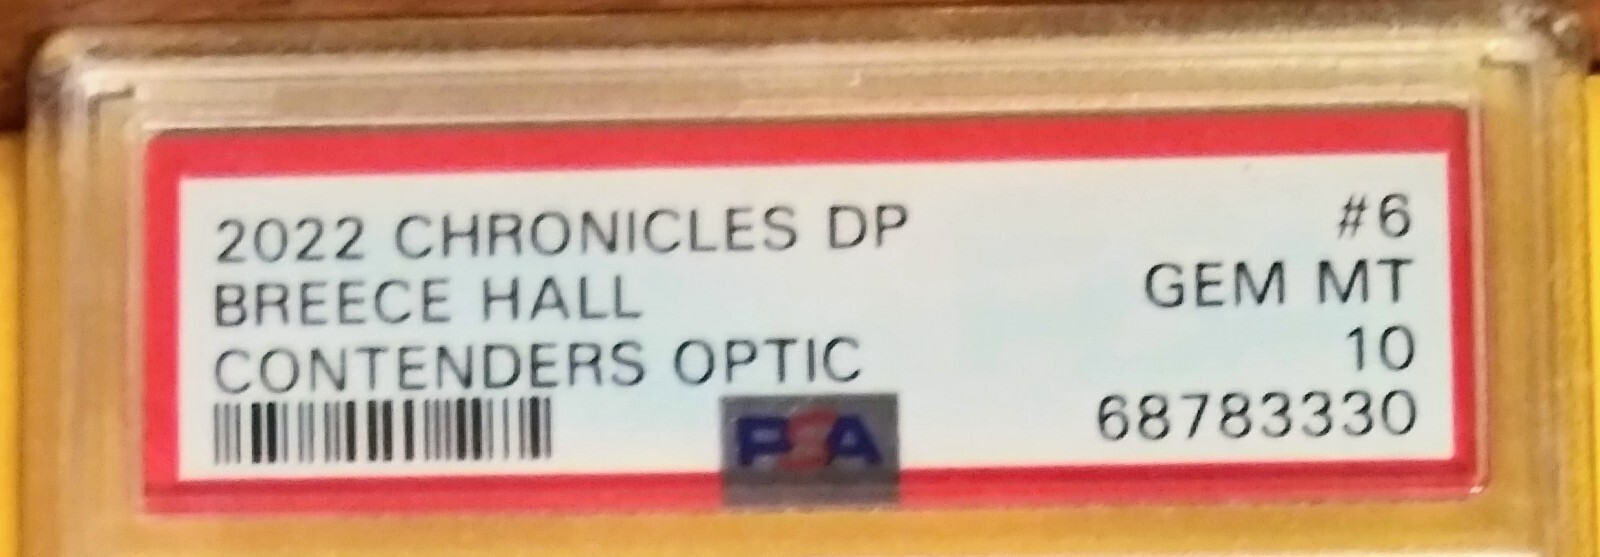 2022 CHRONICLES DP #6
BREECE HALL GEM MT
CONTENDERS OPTIC 10
PSA 68783330